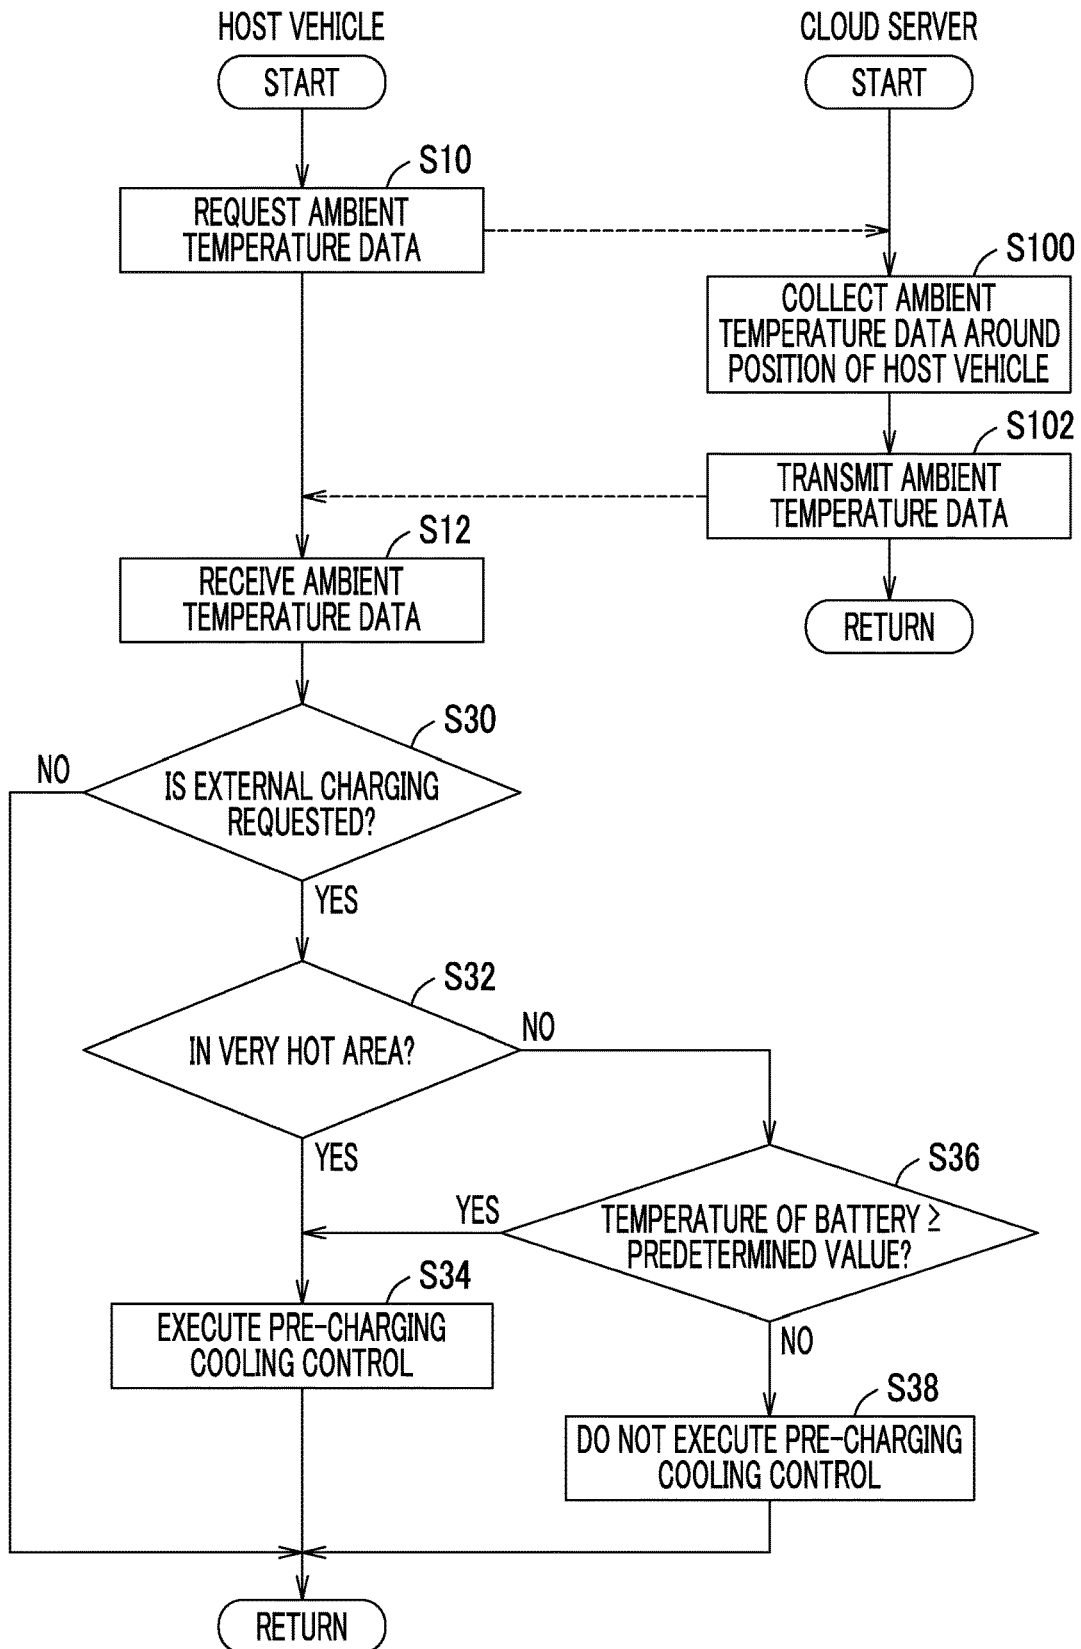 HOST VEHICLE
CLOUD SERVER
START
START
S10
REQUEST AMBIENT
TEMPERATURE DATA
S100
COLLECT AMBIENT
TEMPERATURE DATA AROUND
POSITION OF HOST VEHICLE
S102
TRANSMIT AMBIENT
TEMPERATURE DATA
S12
RECEIVE AMBIENT
TEMPERATURE DATA
RETURN
S30
NO
IS EXTERNAL CHARGING
REQUESTED?
YES
S32
NO
IN VERY HOT AREA?
YES
S36
YES
TEMPERATURE OF BATTERY ≥
PREDETERMINED VALUE?
S34
EXECUTE PRE-CHARGING
COOLING CONTROL
NO
S38
DO NOT EXECUTE PRE-CHARGING
COOLING CONTROL
RETURN